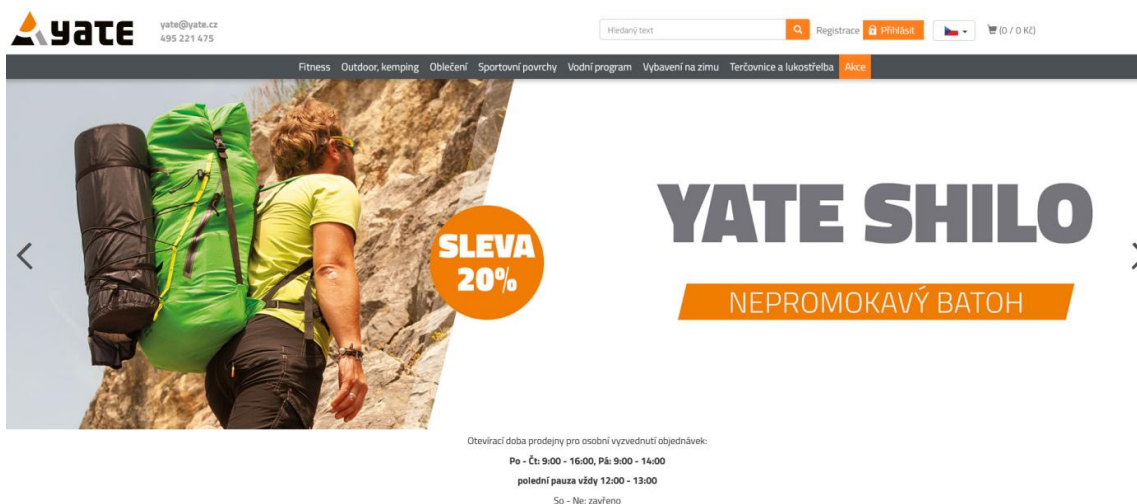 yate
yate@yate.cz
495 221 475
Hledaný text
Registrace
Přihlásit
(0 / 0 Kč)
Fitness Outdoor, kemping Oblečení Sportovní povrchy Vodní program Vybavení na zimu Terčovnice a lukostřelba Akce
SLEVA
20%
YATE SHILO
NEPROMOKAVÝ BATOH
Otevírací doba prodejny pro osobní vyzvednutí objednávek:
Po - Čt: 9:00 - 16:00, Pá: 9:00 - 14:00
polední pauza vždy 12:00 - 13:00
So - Ne: zavřeno